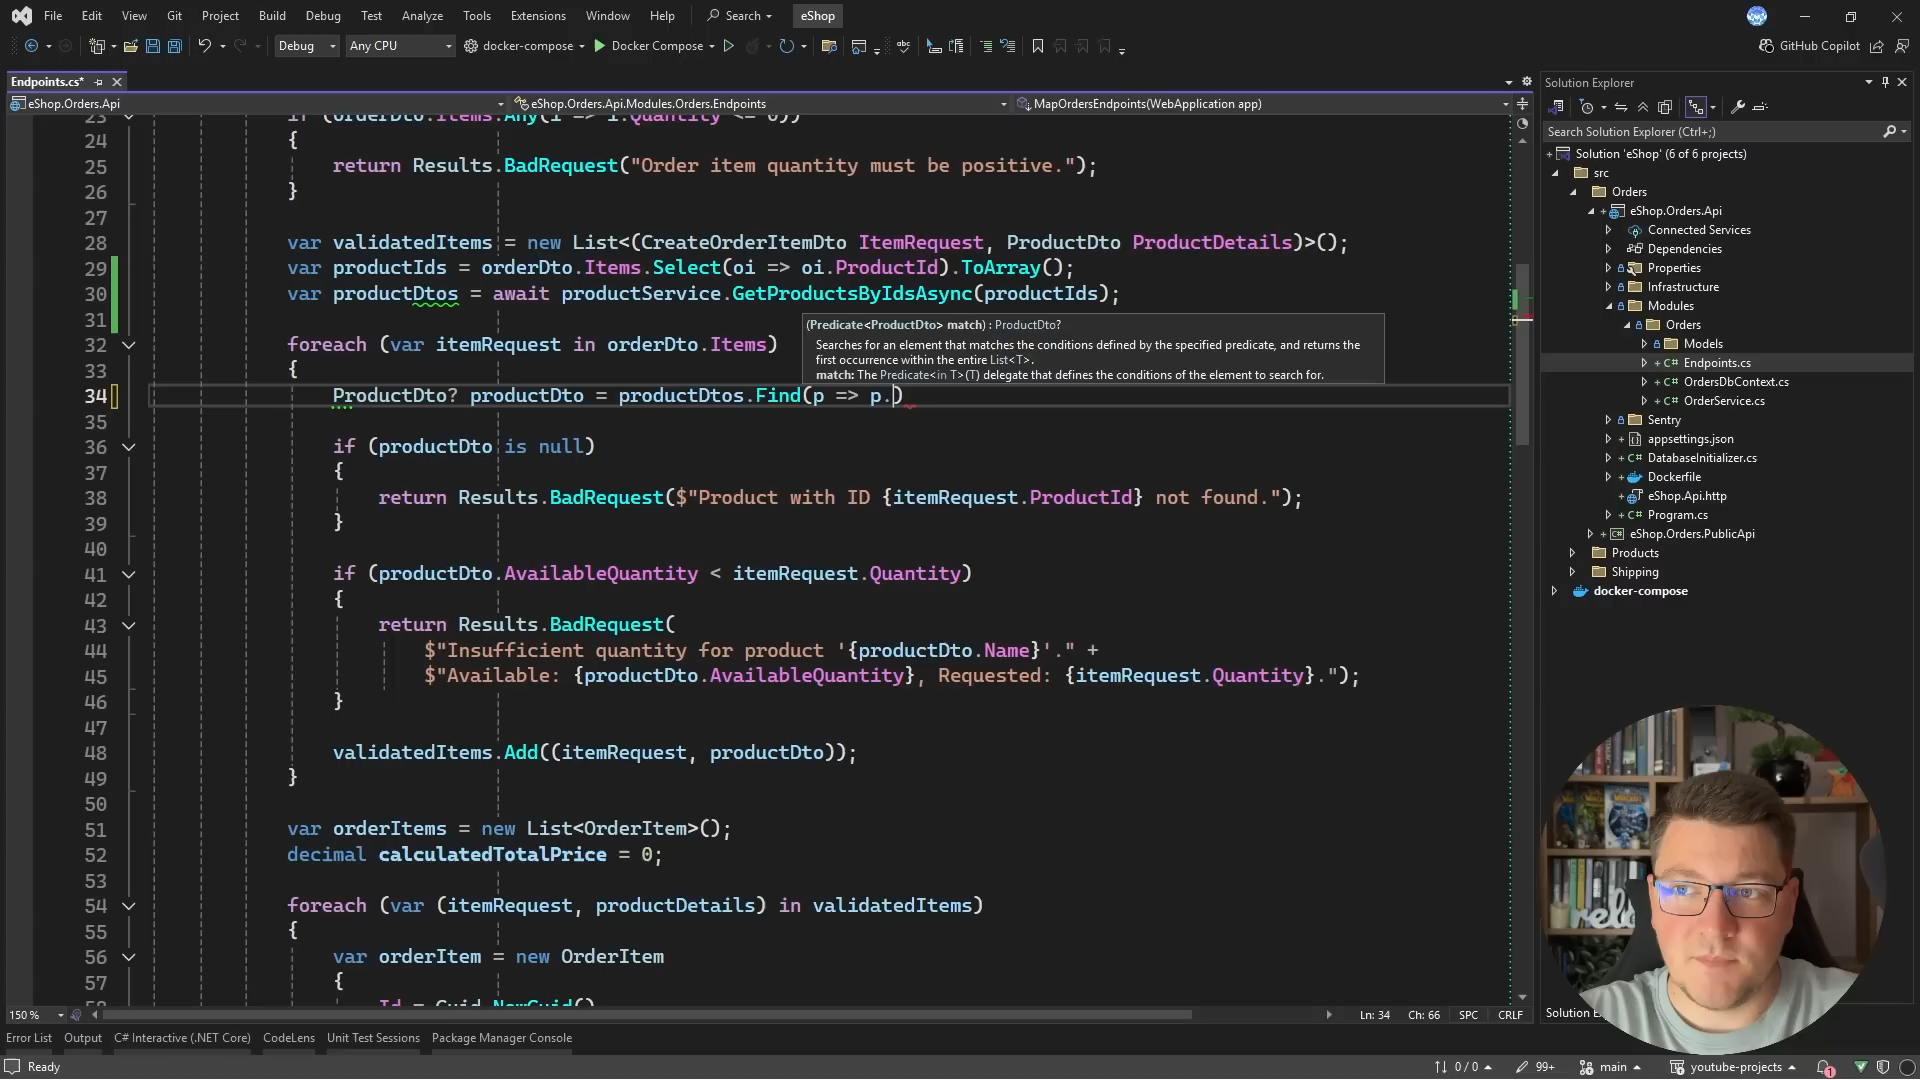 File Edit View Git Project Build Debug Test Analyze Tools Extensions Window Help Search eShop
Debug Any CPU docker-compose Docker Compose GitHub Copilot
Endpoints.cs*
eShop.Orders.Api eShop.Orders.Api.Modules.Orders.Endpoints MapOrdersEndpoints(WebApplication app)
23 if (orderDto.Items.Any(i => i.Quantity <= 0))
24 {
25 return Results.BadRequest("Order item quantity must be positive.");
26 }
27
28 var validatedItems = new List<(CreateOrderItemDto ItemRequest, ProductDto ProductDetails)>();
29 var productIds = orderDto.Items.Select(oi => oi.ProductId).ToArray();
30 var productDtos = await productService.GetProductsByIdsAsync(productIds);
31
(Predicate<ProductDto> match) : ProductDto?
Searches for an element that matches the conditions defined by the specified predicate, and returns the
first occurrence within the entire List<T>.
match: The Predicate<in T>(T) delegate that defines the conditions of the element to search for.
32 foreach (var itemRequest in orderDto.Items)
33 {
34 ProductDto? productDto = productDtos.Find(p => p.)
35
36 if (productDto is null)
37 {
38 return Results.BadRequest($"Product with ID {itemRequest.ProductId} not found.");
39 }
40
41 if (productDto.AvailableQuantity < itemRequest.Quantity)
42 {
43 return Results.BadRequest(
44 $"Insufficient quantity for product '{productDto.Name}'." +
45 $"Available: {productDto.AvailableQuantity}, Requested: {itemRequest.Quantity}.");
46 }
47
48 validatedItems.Add((itemRequest, productDto));
49 }
50
51 var orderItems = new List<OrderItem>();
52 decimal calculatedTotalPrice = 0;
53
54 foreach (var (itemRequest, productDetails) in validatedItems)
55 {
56 var orderItem = new OrderItem
57 {
58 Id = Guid.NewGuid()
150 % Ln: 34 Ch: 66 SPC CRLF
Error List Output C# Interactive (.NET Core) CodeLens Unit Test Sessions Package Manager Console
Ready 0 / 0 99+ main youtube-projects 1
Solution Explorer
Search Solution Explorer (Ctrl+;)
Solution 'eShop' (6 of 6 projects)
src
Orders
eShop.Orders.Api
Connected Services
Dependencies
Properties
Infrastructure
Modules
Orders
Models
C# Endpoints.cs
C# OrdersDbContext.cs
C# OrderService.cs
Sentry
appsettings.json
C# DatabaseInitializer.cs
Dockerfile
eShop.Api.http
C# Program.cs
eShop.Orders.PublicApi
Products
Shipping
docker-compose